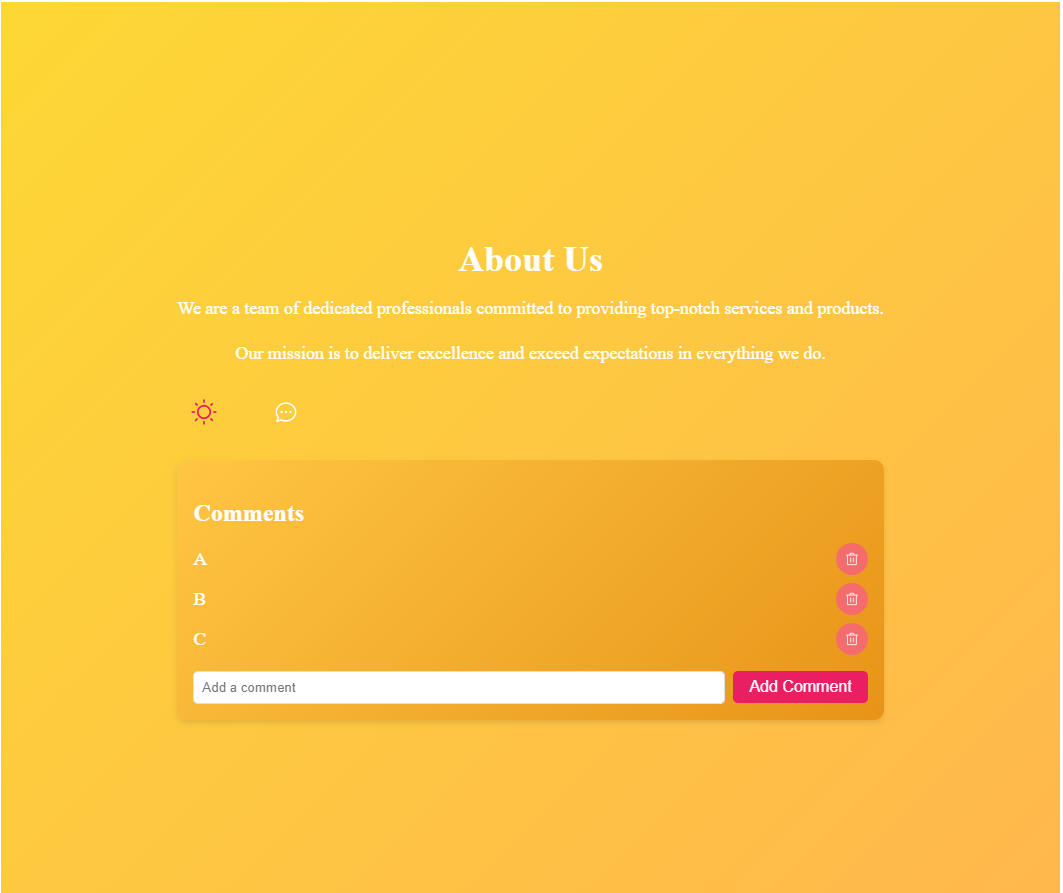 About Us
We are a team of dedicated professionals committed to providing top-notch services and products.
Our mission is to deliver excellence and exceed expectations in everything we do.
Comments
A
B
C
Add a comment
Add Comment